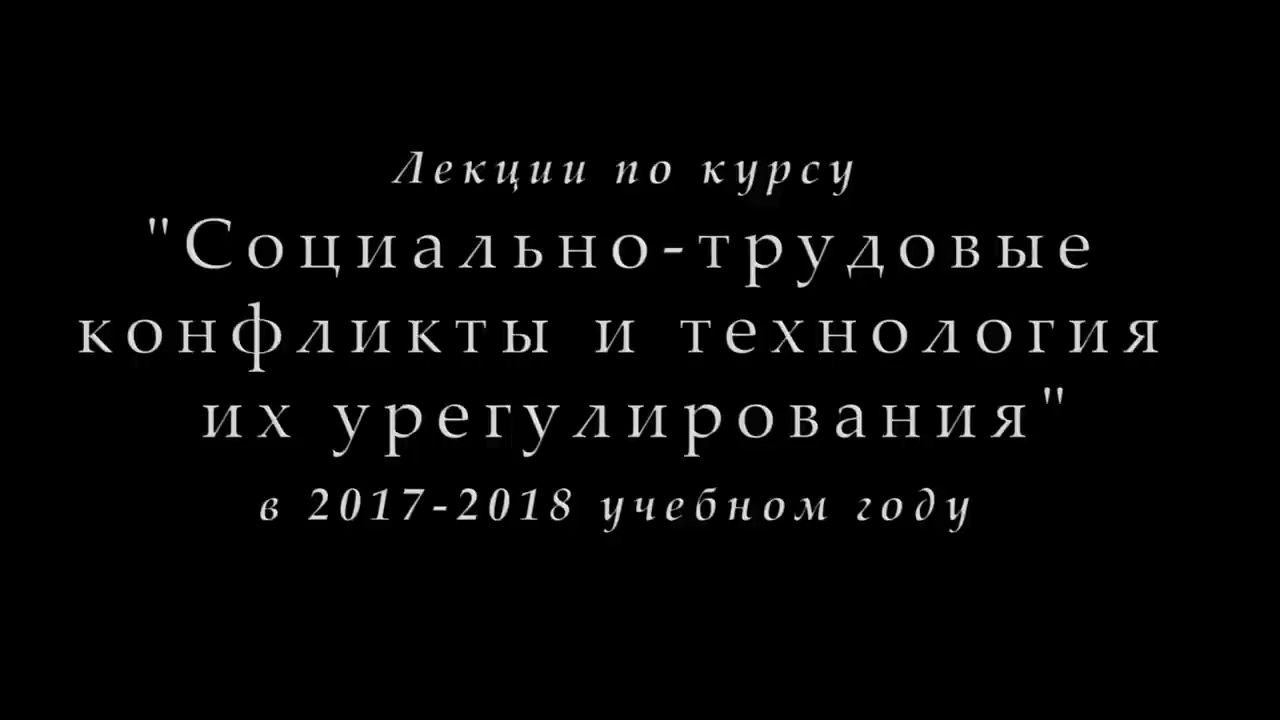 Лекции по курсу
"Социально-трудовые
конфликты и технология
их урегулирования"
в 2017-2018 учебном году